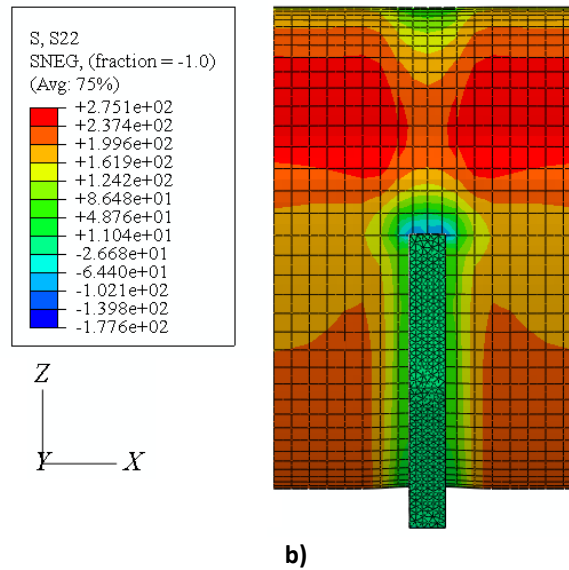 S, S22
SNEG, (fraction = -1.0)
(Avg: 75%)
+2.751e+02
+2.374e+02
+1.996e+02
+1.619e+02
+1.242e+02
+8.648e+01
+4.876e+01
+1.104e+01
-2.668e+01
-6.440e+01
-1.021e+02
-1.398e+02
-1.776e+02
Z
Y X
b)